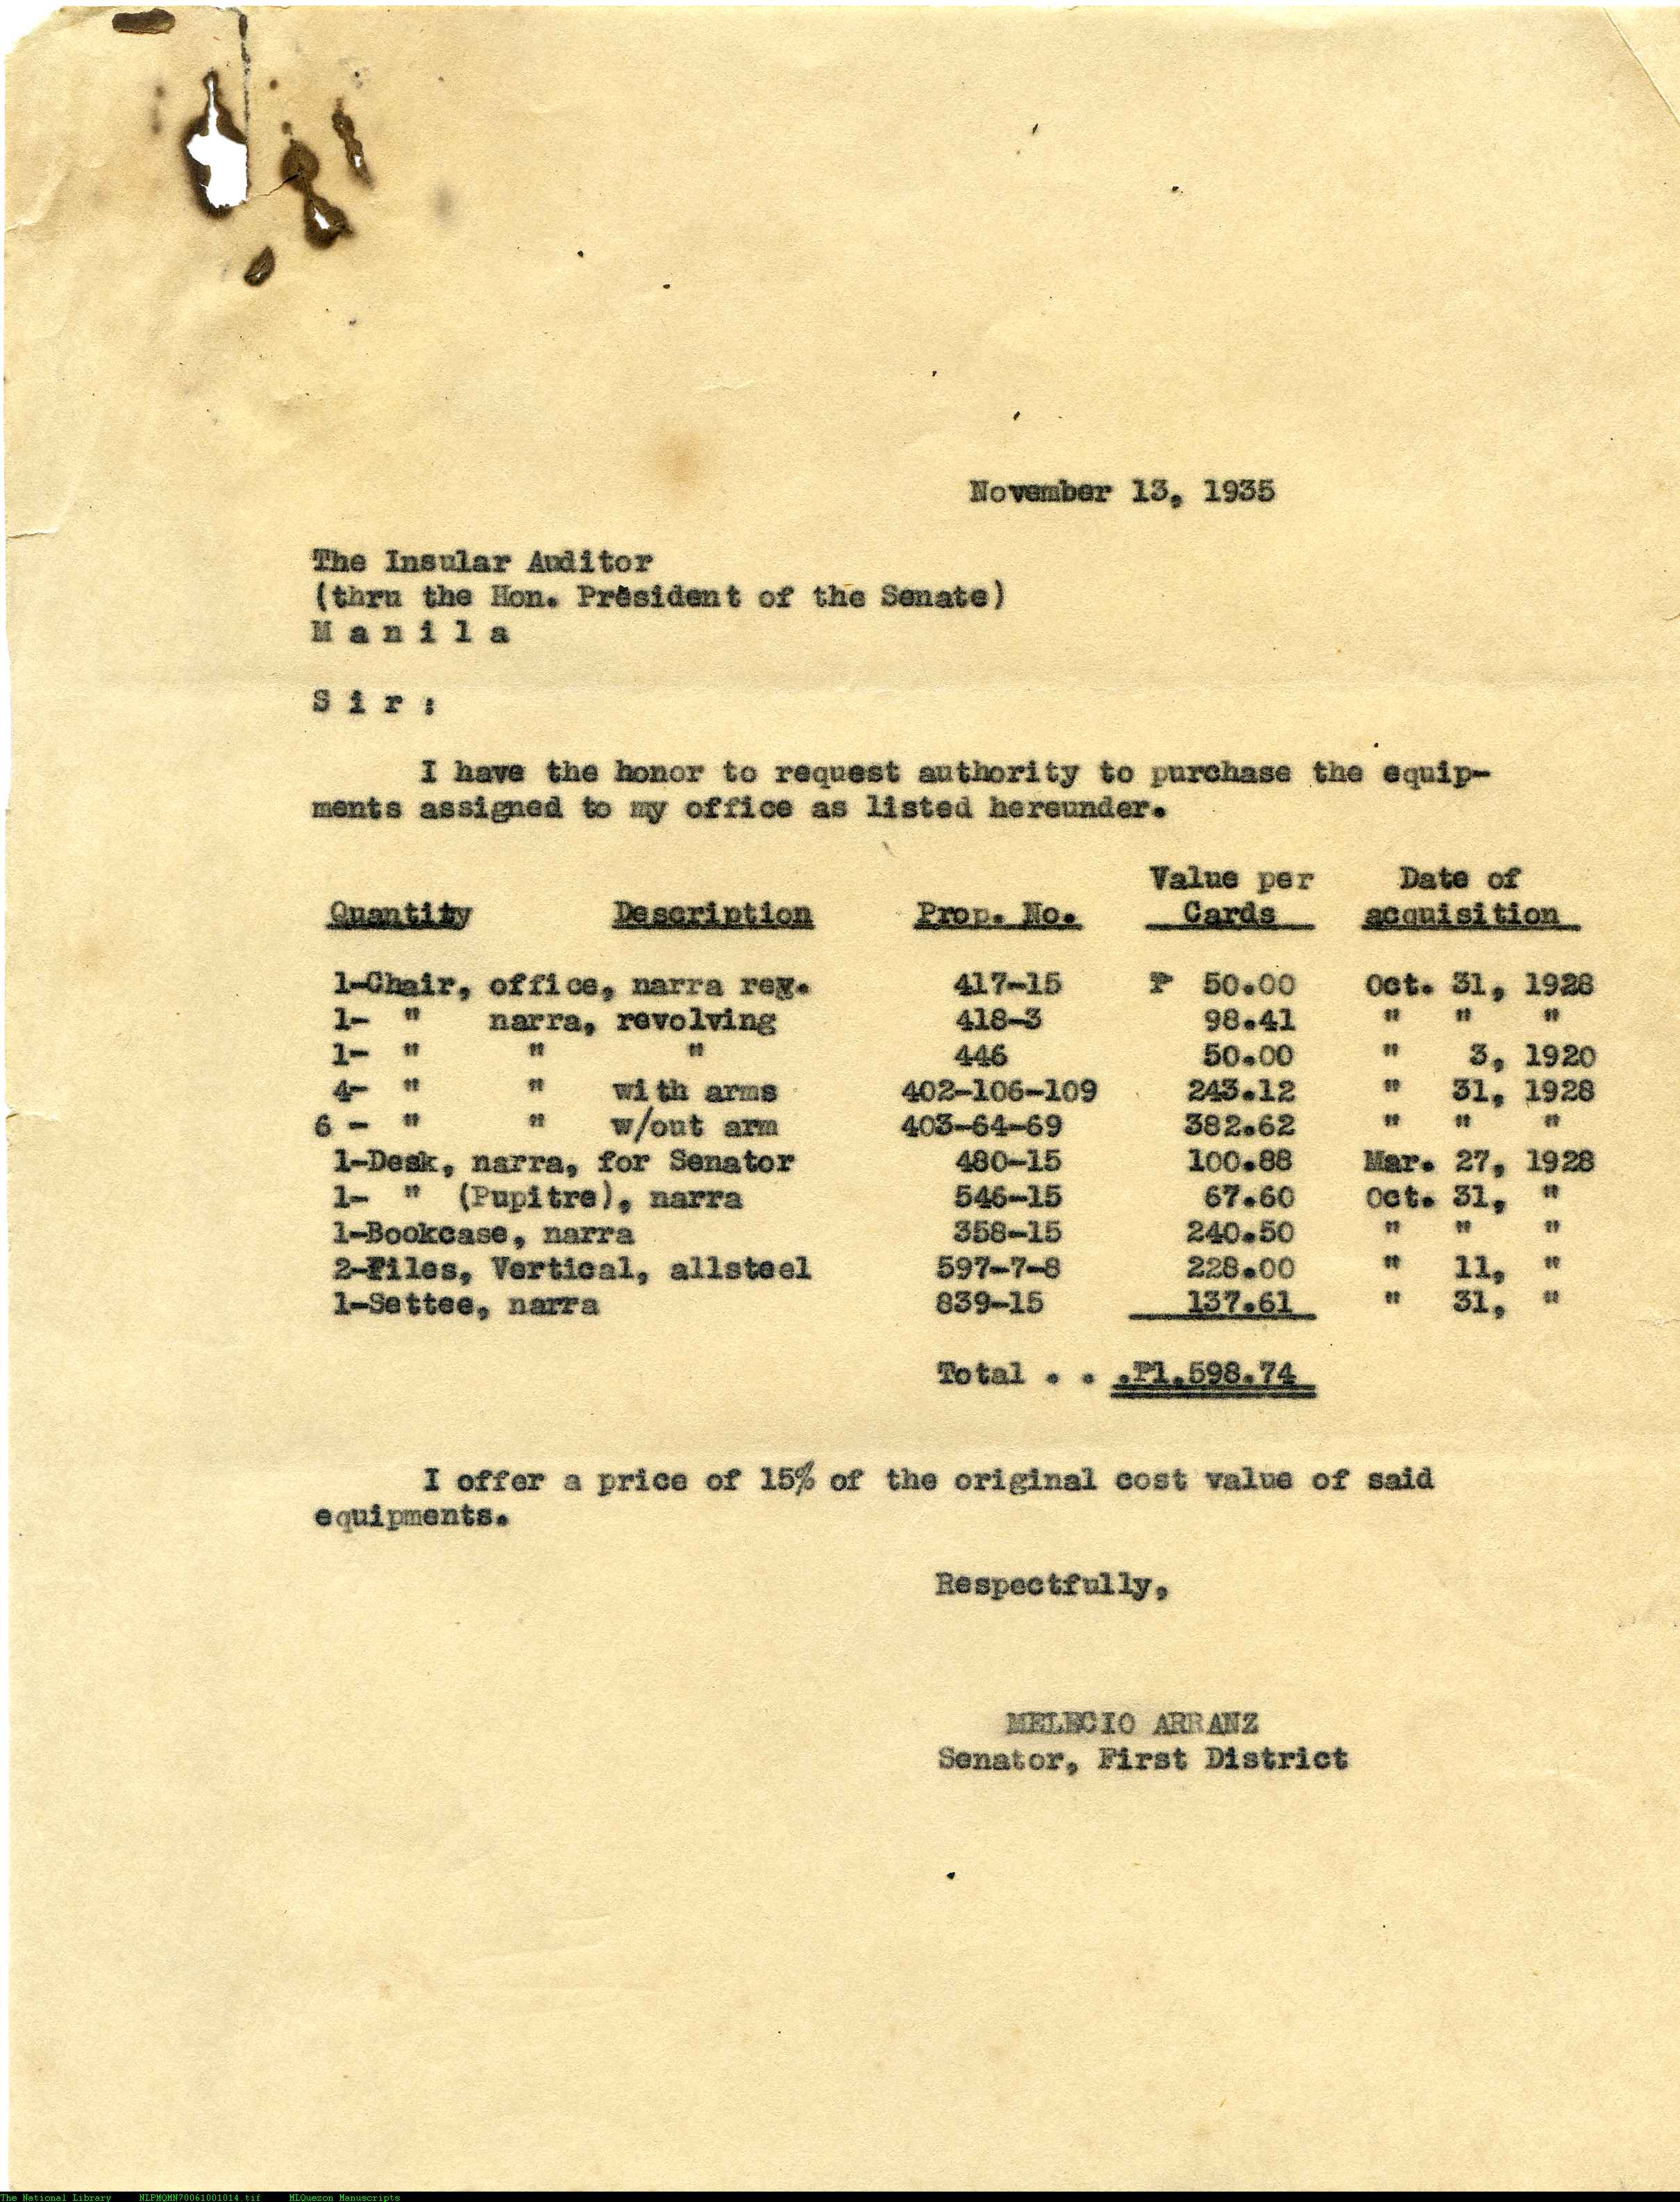 November 13, 1935
The Insular Auditor
(thru the Hon. President of the Senate)
M a n i l a
S i r :
I have the honor to request authority to purchase the equip-
ments assigned to my office as listed hereunder.
Value per Date of
Quantity Description Prop. No. Cards acquisition
1-Chair, office, narra rev. 417-15 ₱ 50.00 Oct. 31, 1928
1- " narra, revolving 418-3 98.41 " " "
1- " " " 446 50.00 " 3, 1920
4- " " with arms 402-106-109 243.12 " 31, 1928
6 - " " w/out arm 403-64-69 382.62 " " "
1-Desk, narra, for Senator 480-15 100.88 Mar. 27, 1928
1- " (Pupitre), narra 546-15 67.60 Oct. 31, "
1-Bookcase, narra 358-15 240.50 " " "
2-Files, Vertical, allsteel 597-7-8 228.00 " 11, "
1-Settee, narra 839-15 137.61 " 31, "
Total . . .₱1.598.74
I offer a price of 15% of the original cost value of said
equipments.
Respectfully,
MELECIO ARRANZ
Senator, First District
The National Library NLPMQMN70061001014.tif MLQuezon Manuscripts